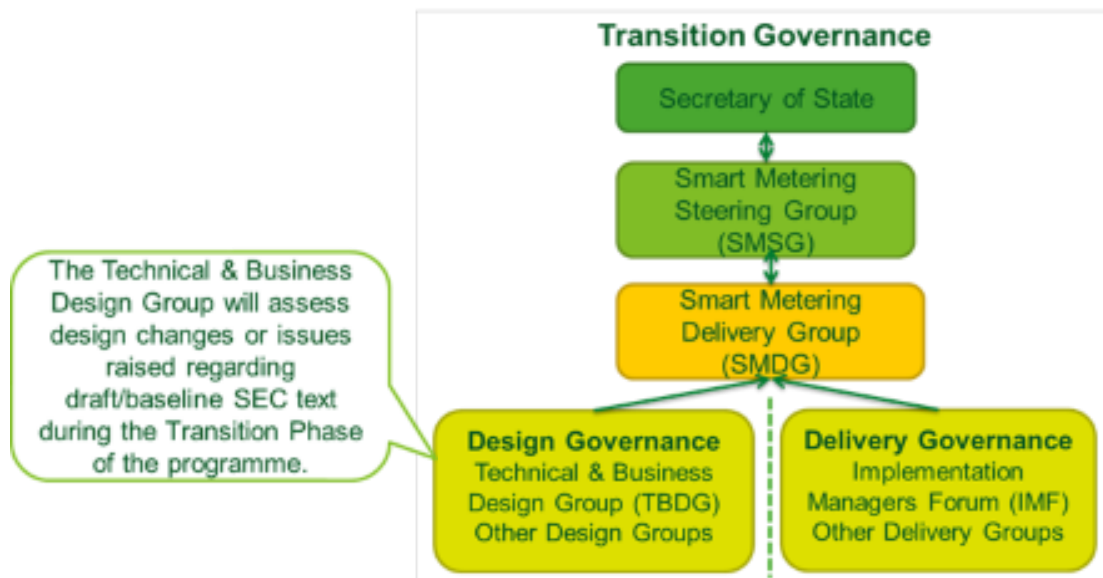 Transition Governance
Secretary of State
Smart Metering
Steering Group
(SMSG)
Smart Metering
Delivery Group
(SMDG)
The Technical & Business
Design Group will assess
design changes or issues
raised regarding
draft/baseline SEC text
during the Transition Phase
of the programme.
Design Governance
Technical & Business
Design Group (TBDG)
Other Design Groups
Delivery Governance
Implementation
Managers Forum (IMF)
Other Delivery Groups